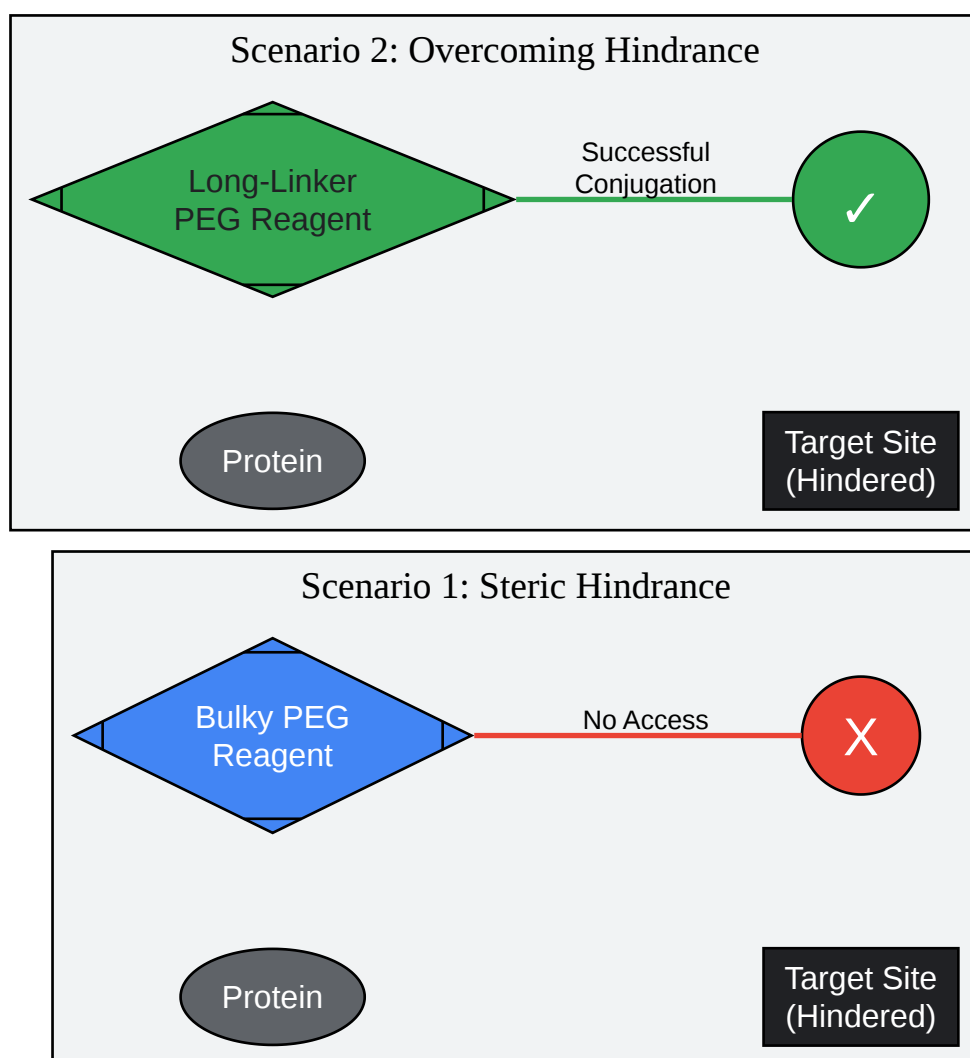 Scenario 2: Overcoming Hindrance
Long-Linker
PEG Reagent
Successful
Conjugation
✓
Protein
Target Site
(Hindered)
Scenario 1: Steric Hindrance
Bulky PEG
Reagent
No Access
X
Protein
Target Site
(Hindered)